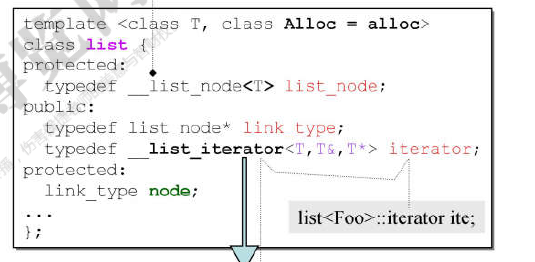 template <class T, class Alloc = alloc>
class list {
protected:
typedef __list_node<T> list_node;
public:
typedef list_node* link_type;
typedef __list_iterator<T,T&,T*> iterator;
protected:
link_type node;
...
list<Foo>::iterator ite;
};